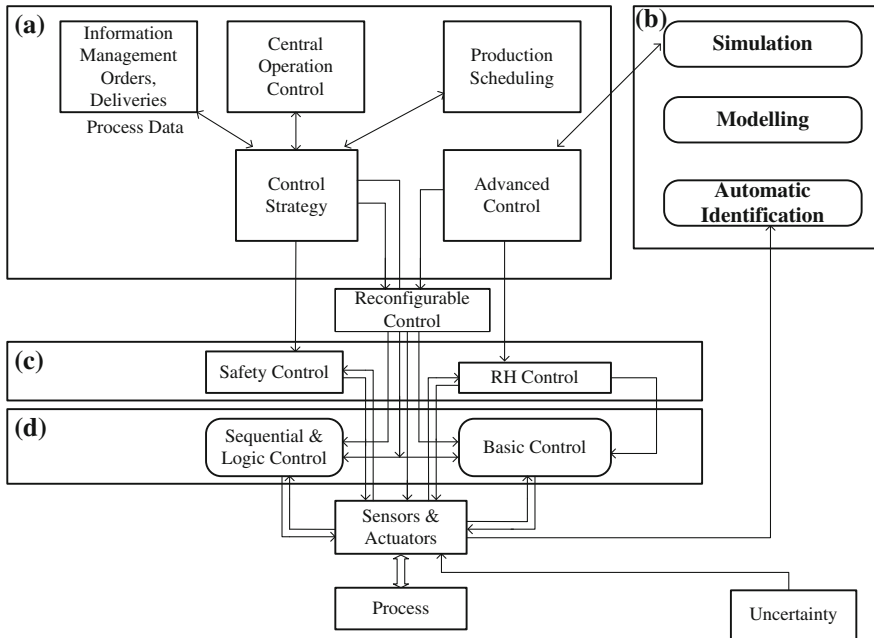 (a)
Information
Management
Orders,
Deliveries
Process Data
Central
Operation
Control
Production
Scheduling
Control
Strategy
Advanced
Control
(b)
Simulation
Modelling
Automatic
Identification
Reconfigurable
Control
(c)
Safety Control
RH Control
(d)
Sequential &
Logic Control
Basic Control
Sensors &
Actuators
Process
Uncertainty